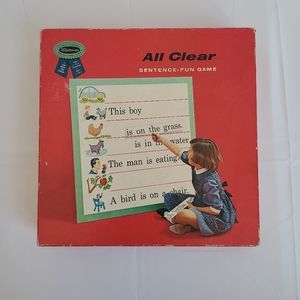 Whitman
All Clear
SENTENCE-FUN GAME
This boy
is on the grass.
is in the water.
The man is eating.
A bird is on a chair.